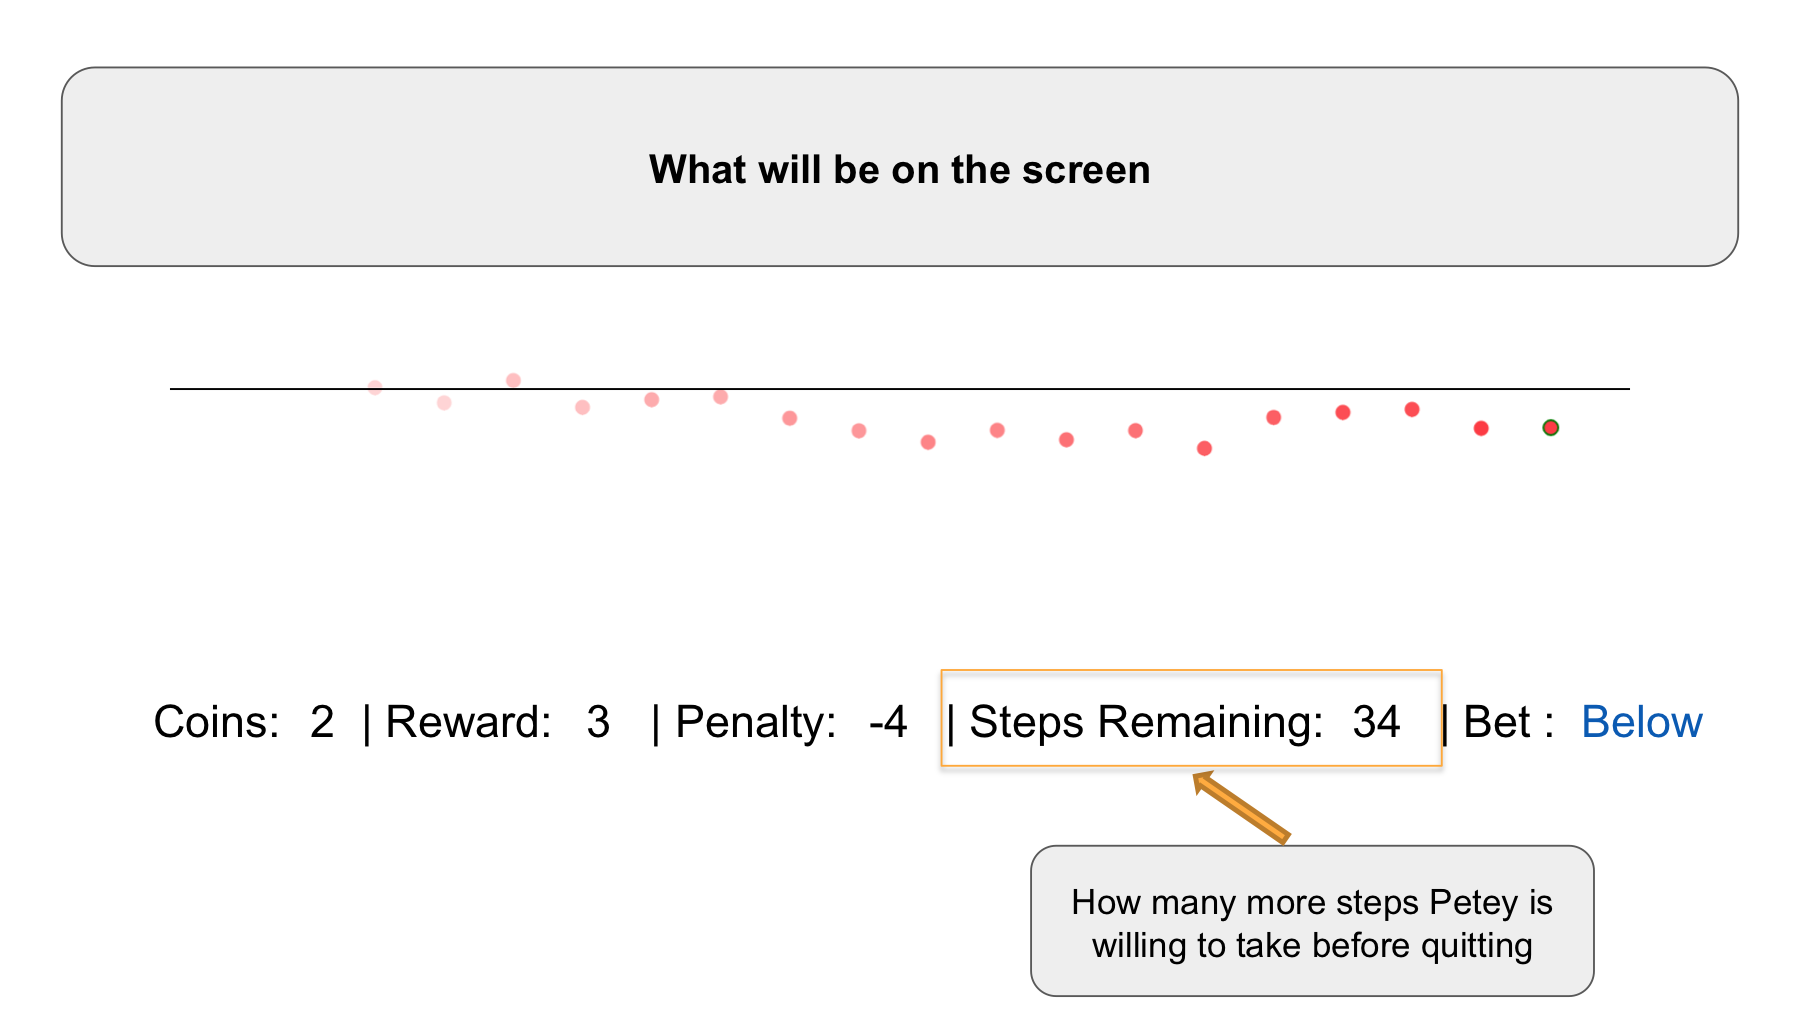 What will be on the screen
Coins: 2 | Reward: 3 | Penalty: -4 | Steps Remaining: 34 | Bet : Below
How many more steps Petey is
willing to take before quitting